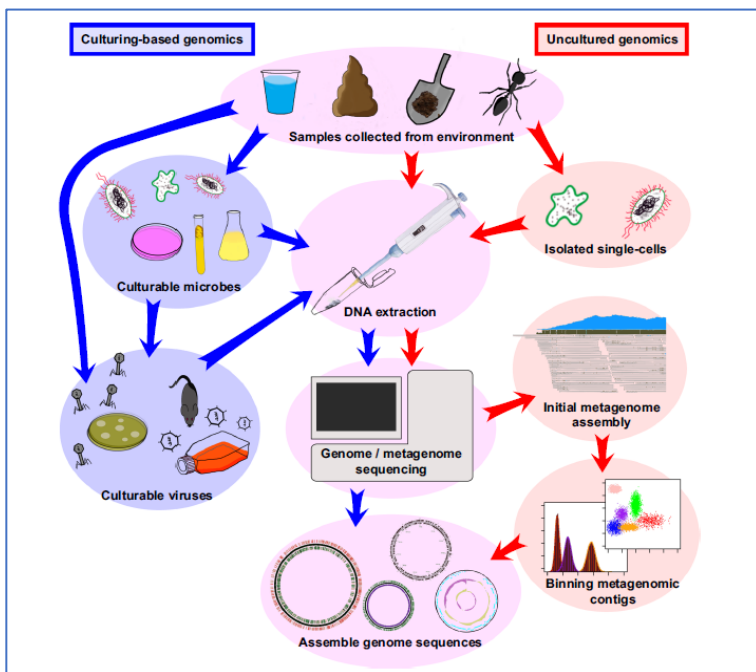 Culturing-based genomics
Uncultured genomics
Samples collected from environment
Culturable microbes
DNA extraction
Isolated single-cells
Culturable viruses
Genome / metagenome
sequencing
Initial metagenome
assembly
Binning metagenomic
contigs
Assemble genome sequences